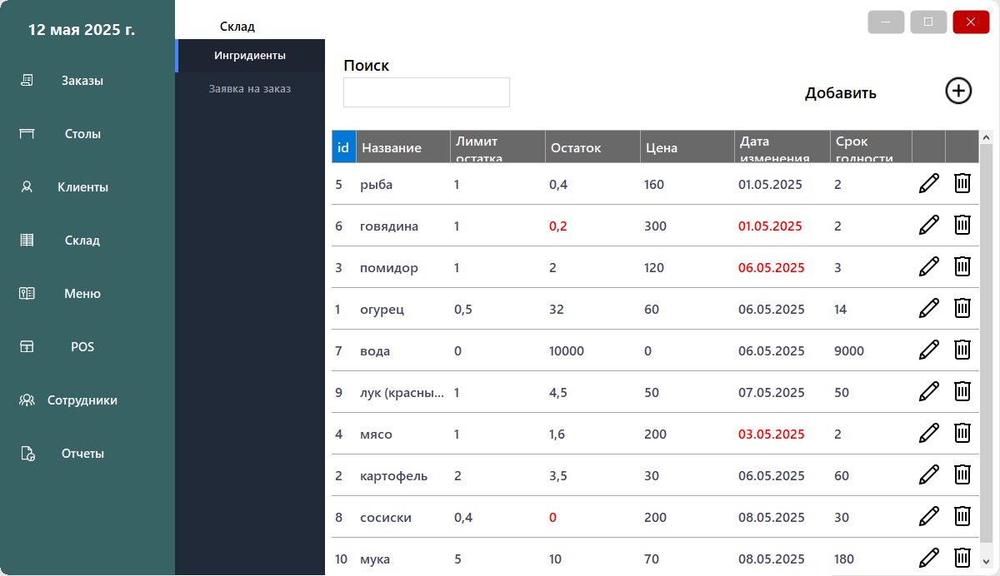 12 мая 2025 г.
Заказы
Столы
Клиенты
Склад
Меню
POS
Сотрудники
Отчеты
Склад
Ингридиенты
Заявка на заказ
Поиск
Добавить
id Название Лимит остатка Остаток Цена Дата изменения Срок годности
5 рыба 1 0,4 160 01.05.2025 2
6 говядина 1 0,2 300 01.05.2025 2
3 помидор 1 2 120 06.05.2025 3
1 огурец 0,5 32 60 06.05.2025 14
7 вода 0 10000 0 06.05.2025 9000
9 лук (красны... 1 4,5 50 07.05.2025 50
4 мясо 1 1,6 200 03.05.2025 2
2 картофель 2 3,5 30 06.05.2025 60
8 сосиски 0,4 0 200 08.05.2025 30
10 мука 5 10 70 08.05.2025 180